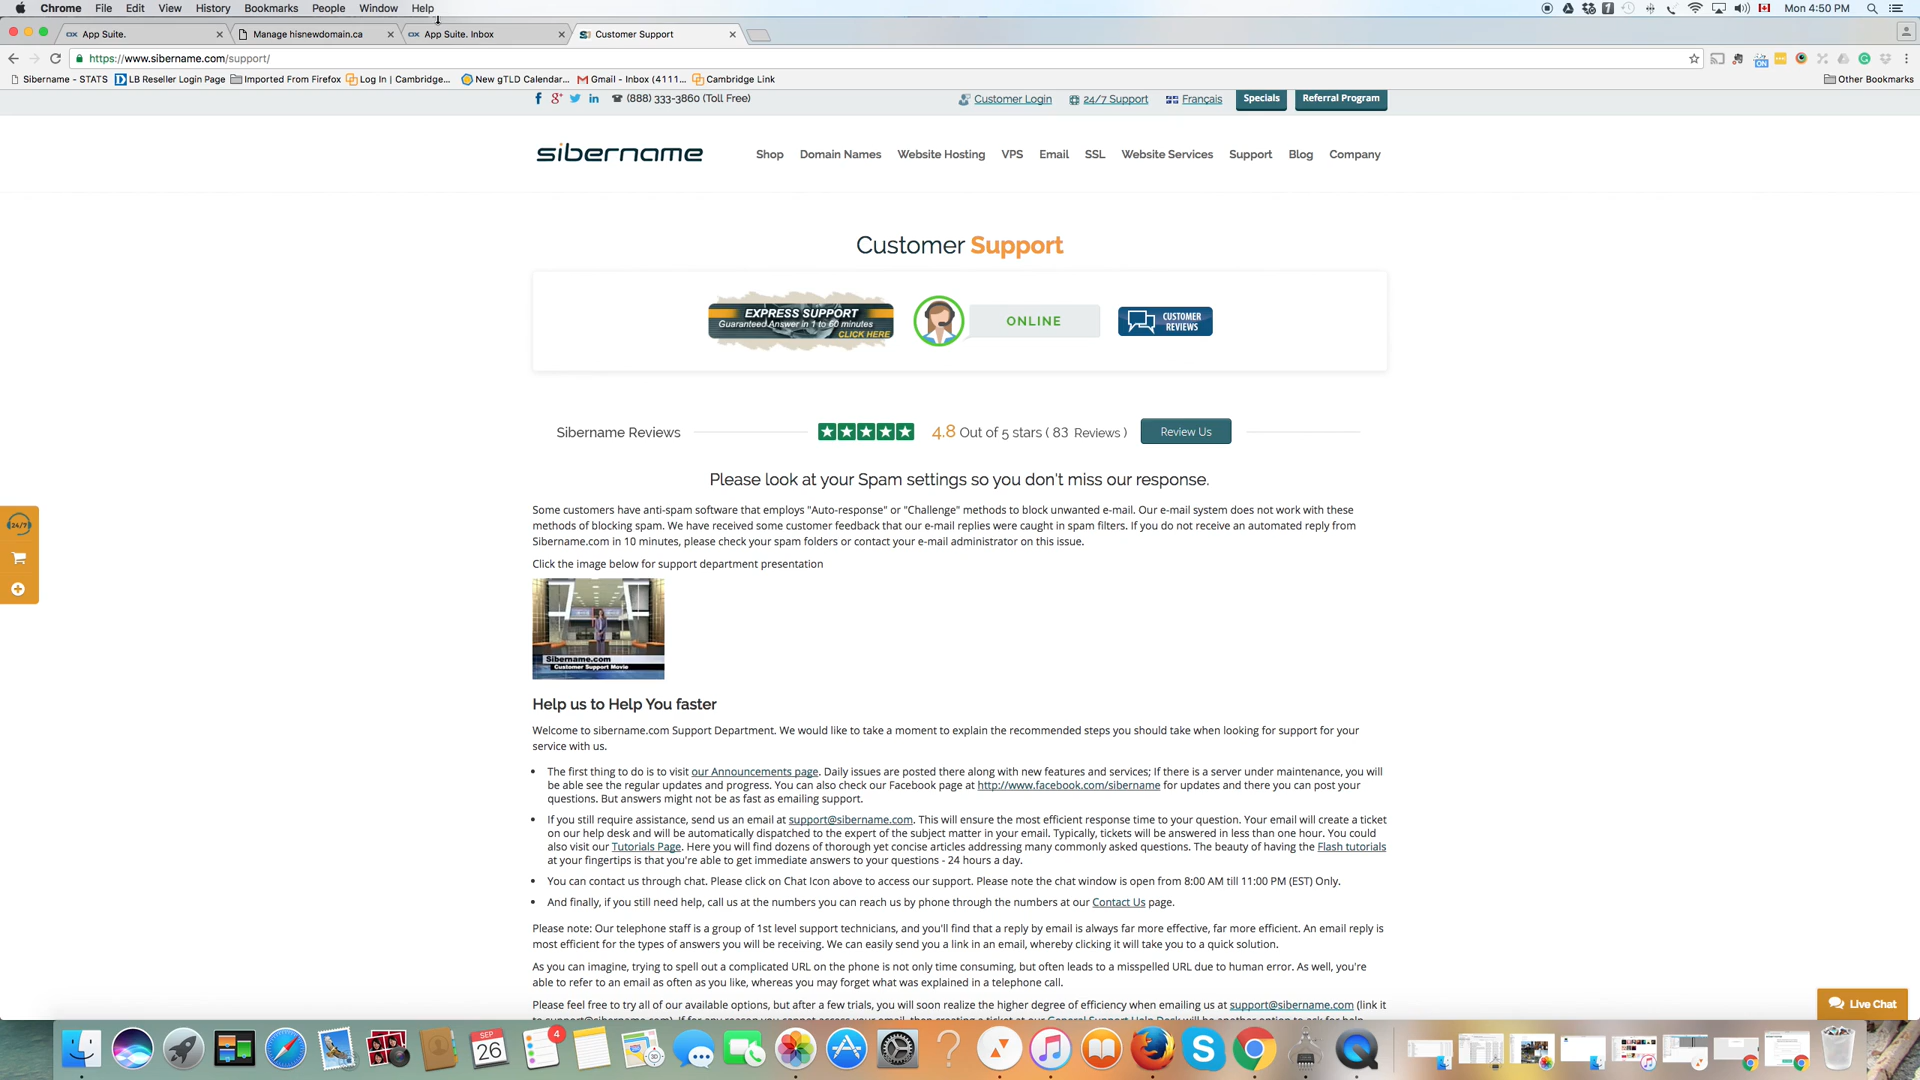 Chrome File Edit View History Bookmarks People Window Help Mon 4:50 PM
App Suite. Manage hisnewdomain.ca App Suite. Inbox Customer Support
https://www.sibername.com/support/
Sibername - STATS LB Reseller Login Page Imported From Firefox Log In | Cambridge... New gTLD Calendar... Gmail - Inbox (4111... Cambridge Link Other Bookmarks
(888) 333-3860 (Toll Free) Customer Login 24/7 Support Français Specials Referral Program
sibername Shop Domain Names Website Hosting VPS Email SSL Website Services Support Blog Company
Customer Support
EXPRESS SUPPORT
Guaranteed Answer in 1 to 60 minutes
CLICK HERE
ONLINE
CUSTOMER
REVIEWS
Sibername Reviews 4.8 Out of 5 stars ( 83 Reviews ) Review Us
Please look at your Spam settings so you don't miss our response.
Some customers have anti-spam software that employs "Auto-response" or "Challenge" methods to block unwanted e-mail. Our e-mail system does not work with these
methods of blocking spam. We have received some customer feedback that our e-mail replies were caught in spam filters. If you do not receive an automated reply from
Sibername.com in 10 minutes, please check your spam folders or contact your e-mail administrator on this issue.
24/7
Click the image below for support department presentation
Sibername.com
Customer Support Movie
Help us to Help You faster
Welcome to sibername.com Support Department. We would like to take a moment to explain the recommended steps you should take when looking for support for your
service with us.
The first thing to do is to visit our Announcements page. Daily issues are posted there along with new features and services; If there is a server under maintenance, you will
be able see the regular updates and progress. You can also check our Facebook page at http://www.facebook.com/sibername for updates and there you can post your
questions. But answers might not be as fast as emailing support.
If you still require assistance, send us an email at support@sibername.com. This will ensure the most efficient response time to your question. Your email will create a ticket
on our help desk and will be automatically dispatched to the expert of the subject matter in your email. Typically, tickets will be answered in less than one hour. You could
also visit our Tutorials Page. Here you will find dozens of thorough yet concise articles addressing many commonly asked questions. The beauty of having the Flash tutorials
at your fingertips is that you're able to get immediate answers to your questions - 24 hours a day.
You can contact us through chat. Please click on Chat Icon above to access our support. Please note the chat window is open from 8:00 AM till 11:00 PM (EST) Only.
And finally, if you still need help, call us at the numbers you can reach us by phone through the numbers at our Contact Us page.
Please note: Our telephone staff is a group of 1st level support technicians, and you'll find that a reply by email is always far more effective, far more efficient. An email reply is
most efficient for the types of answers you will be receiving. We can easily send you a link in an email, whereby clicking it will take you to a quick solution.
As you can imagine, trying to spell out a complicated URL on the phone is not only time consuming, but often leads to a misspelled URL due to human error. As well, you're
able to refer to an email as often as you like, whereas you may forget what was explained in a telephone call.
Please feel free to try all of our available options, but after a few trials, you will soon realize the higher degree of efficiency when emailing us at support@sibername.com (link it
Live Chat
SEP
26
4